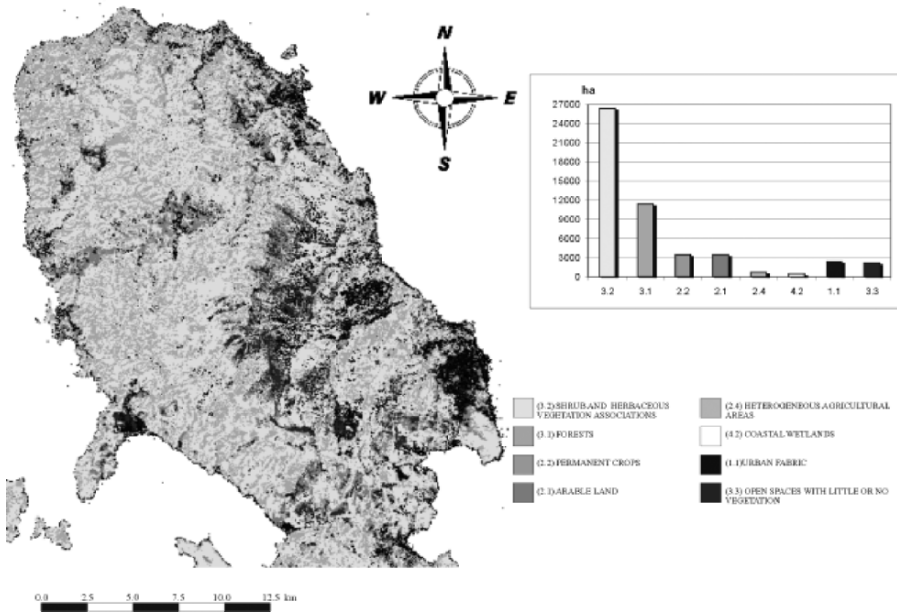 N
W E
S
ha
27000
24000
21000
18000
15000
12000
9000
6000
3000
0
3.2 3.1 2.2 2.1 2.4 4.2 1.1 3.3
(3.2) SHRUB AND HERBACEOUS
VEGETATION ASSOCIATIONS
(3.1) FORESTS
(2.2) PERMANENT CROPS
(2.1) ARABLE LAND
(2.4) HETEROGENEOUS AGRICULTURAL
AREAS
(4.2) COASTAL WETLANDS
(1.1)URBAN FABRIC
(3.3) OPEN SPACES WITH LITTLE OR NO
VEGETATION
0.0 2.5 5.0 7.5 10.0 12.5 km